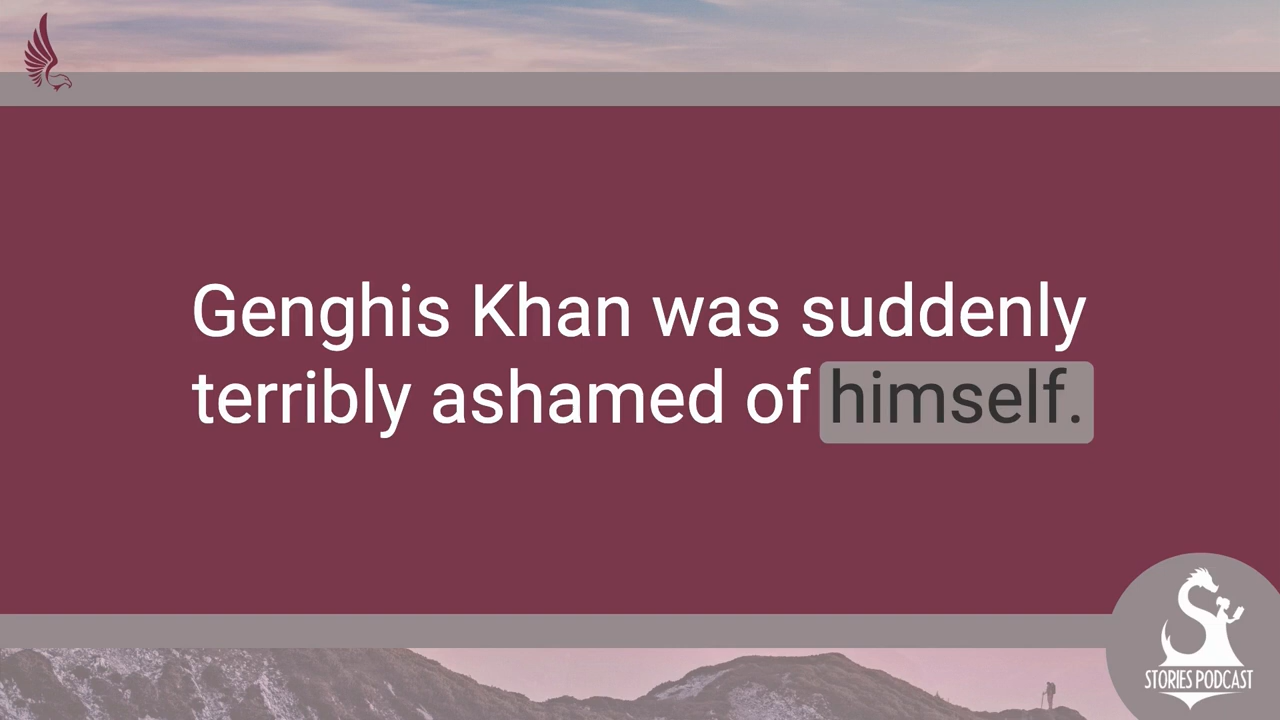 Genghis Khan was suddenly
terribly ashamed of himself.
STORIES PODCAST